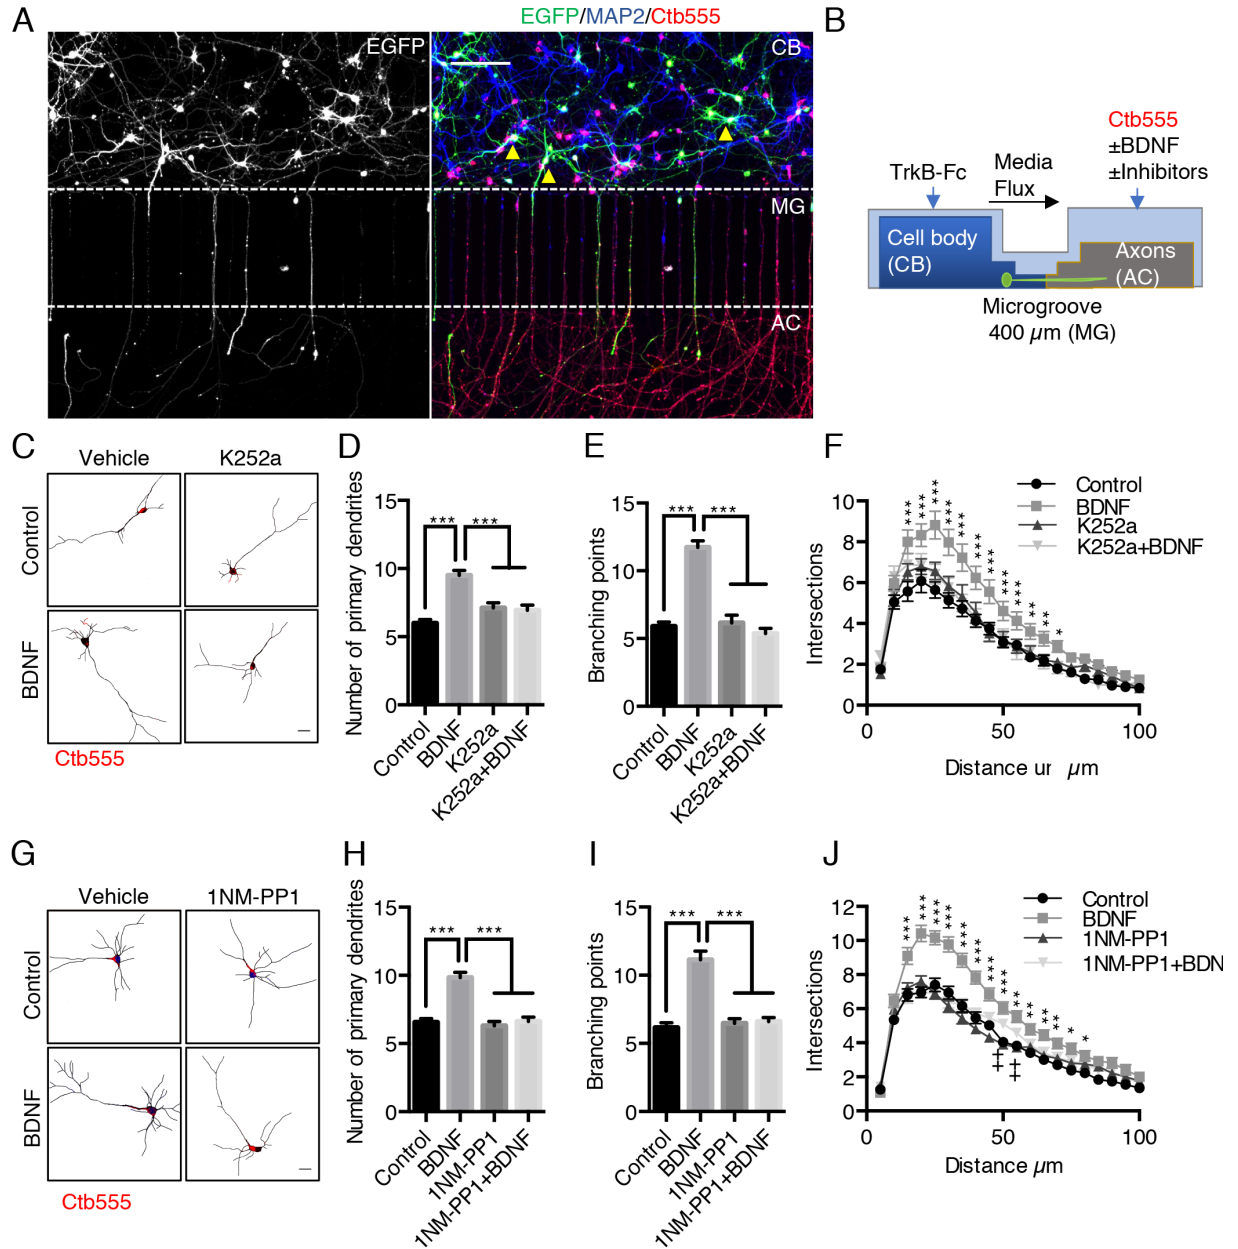 A
EGFP/MAP2/Ctb555
EGFP
CB
MG
AC
B
Ctb555
±BDNF
±Inhibitors
TrkB-Fc
Media
Flux
Cell body
(CB)
Axons
(AC)
Microgroove
400 µm (MG)
C
Vehicle
K252a
Control
BDNF
Ctb555
D
Number of primary dendrites
15
10
5
0
***
***
Control
BDNF
K252a
K252a+BDNF
E
Branching points
15
10
5
0
***
***
Control
BDNF
K252a
K252a+BDNF
F
Intersections
10
8
6
4
2
0
*** *** *** *** *** *** *** *** *** ** ** *
Control
BDNF
K252a
K252a+BDNF
0
50
100
Distance ur µm
G
Vehicle
1NM-PP1
Control
BDNF
Ctb555
H
Number of primary dendrites
15
10
5
0
***
***
Control
BDNF
1NM-PP1
1NM-PP1+BDNF
I
Branching points
15
10
5
0
***
***
Control
BDNF
1NM-PP1
1NM-PP1+BDNF
J
Intersections
12
10
8
6
4
2
0
*** *** *** *** *** *** *** *** ** ** ** ** * *
‡ ‡
Control
BDNF
1NM-PP1
1NM-PP1+BDN
0
50
100
Distance µm